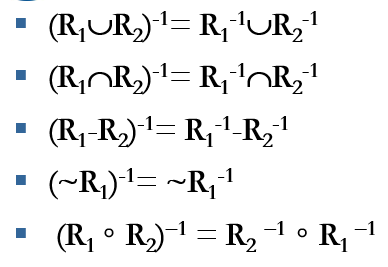 ▪ (R₁∪R₂)⁻¹= R₁⁻¹∪R₂⁻¹
▪ (R₁∩R₂)⁻¹= R₁⁻¹∩R₂⁻¹
▪ (R₁-R₂)⁻¹= R₁⁻¹-R₂⁻¹
▪ (~R₁)⁻¹= ~R₁⁻¹
▪ (R₁ ∘ R₂)⁻¹ = R₂ ⁻¹ ∘ R₁ ⁻¹